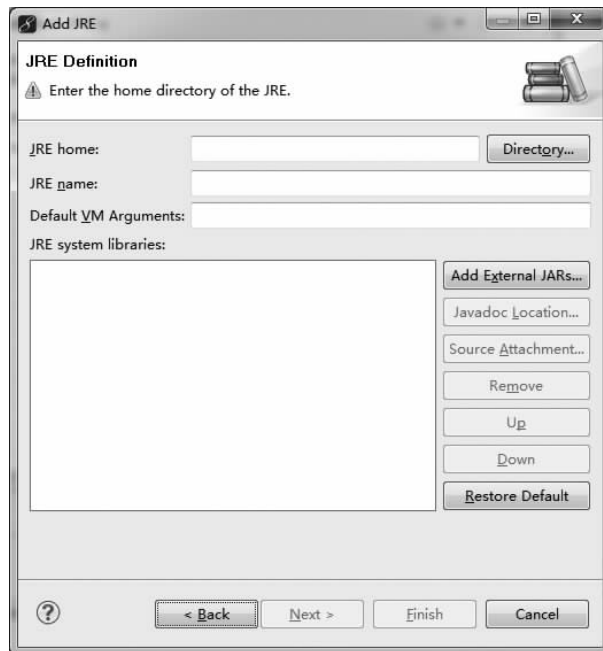 Add JRE
JRE Definition
Enter the home directory of the JRE.
JRE home:
Directory...
JRE name:
Default VM Arguments:
JRE system libraries:
Add External JARs...
Javadoc Location...
Source Attachment...
Remove
Up
Down
Restore Default
?
< Back
Next >
Finish
Cancel